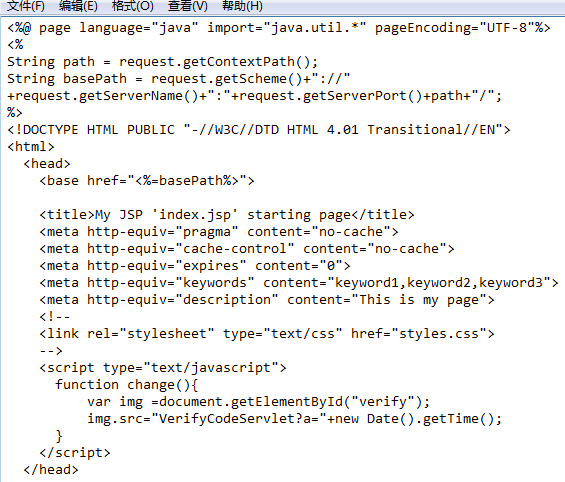 文件(F) 编辑(E) 格式(O) 查看(V) 帮助(H)
<%@ page language="java" import="java.util.*" pageEncoding="UTF-8"%>
<%
String path = request.getContextPath();
String basePath = request.getScheme()+"://"
+request.getServerName()+":"+request.getServerPort()+path+"/";
%>
<!DOCTYPE HTML PUBLIC "-//W3C//DTD HTML 4.01 Transitional//EN">
<html>
  <head>
    <base href="<%=basePath%>">

    <title>My JSP 'index.jsp' starting page</title>
    <meta http-equiv="pragma" content="no-cache">
    <meta http-equiv="cache-control" content="no-cache">
    <meta http-equiv="expires" content="0">
    <meta http-equiv="keywords" content="keyword1,keyword2,keyword3">
    <meta http-equiv="description" content="This is my page">
    <!--
    <link rel="stylesheet" type="text/css" href="styles.css">
    -->
    <script type="text/javascript">
      function change(){
          var img =document.getElementById("verify");
          img.src="VerifyCodeServlet?a="+new Date().getTime();
      }
    </script>
  </head>